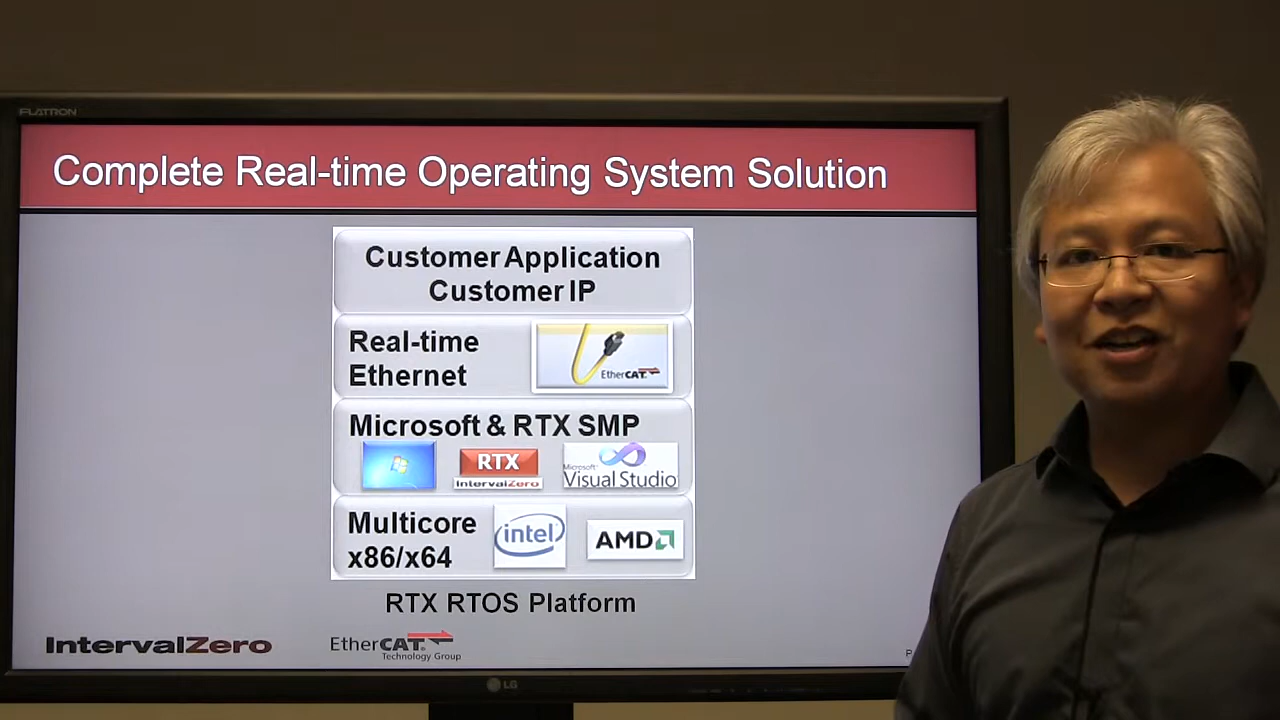 FLATRON
Complete Real-time Operating System Solution
Customer Application
Customer IP
Real-time
Ethernet
EtherCAT
Microsoft & RTX SMP
RTX
IntervalZero
Microsoft
Visual Studio
Multicore
x86/x64
intel
AMD
RTX RTOS Platform
IntervalZero
EtherCAT
Technology Group
LG